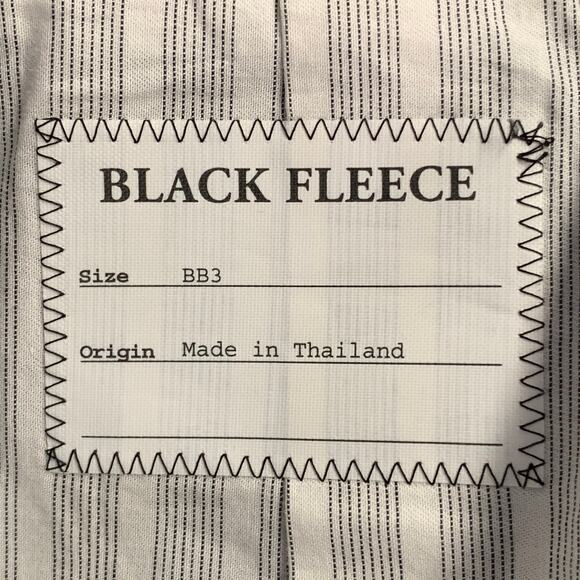 BLACK FLEECE
Size BB3
Origin Made in Thailand